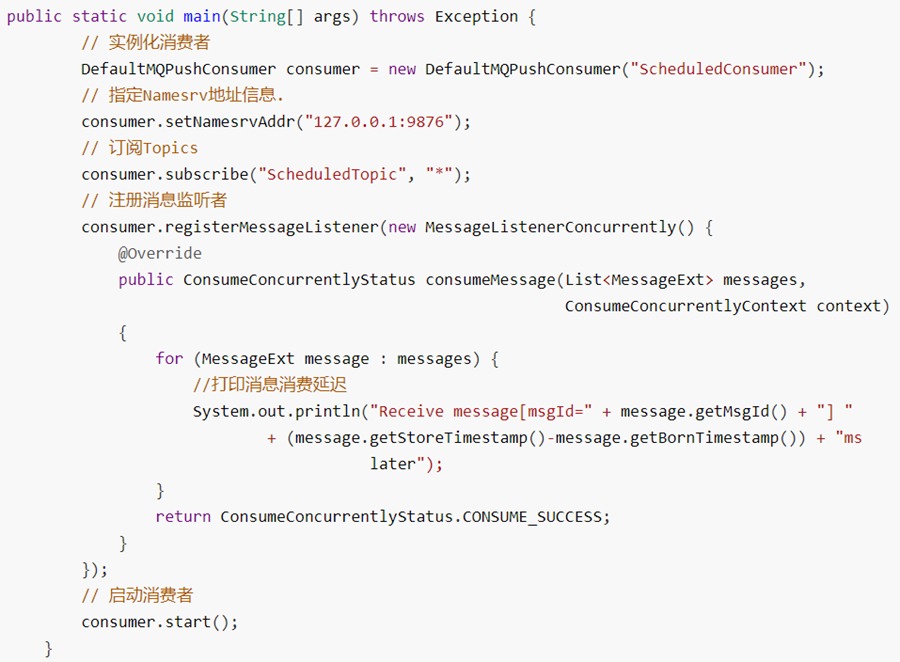 public static void main(String[] args) throws Exception {
// 实例化消费者
DefaultMQPushConsumer consumer = new DefaultMQPushConsumer("ScheduledConsumer");
// 指定Namesrv地址信息.
consumer.setNamesrvAddr("127.0.0.1:9876");
// 订阅Topics
consumer.subscribe("ScheduledTopic", "*");
// 注册消息监听者
consumer.registerMessageListener(new MessageListenerConcurrently() {
@Override
public ConsumeConcurrentlyStatus consumeMessage(List<MessageExt> messages,
ConsumeConcurrentlyContext context)
{
for (MessageExt message : messages) {
//打印消息消费延迟
System.out.println("Receive message[msgId=" + message.getMsgId() + "] "
+ (message.getStoreTimestamp()-message.getBornTimestamp()) + "ms
later");
}
return ConsumeConcurrentlyStatus.CONSUME_SUCCESS;
}
});
// 启动消费者
consumer.start();
}